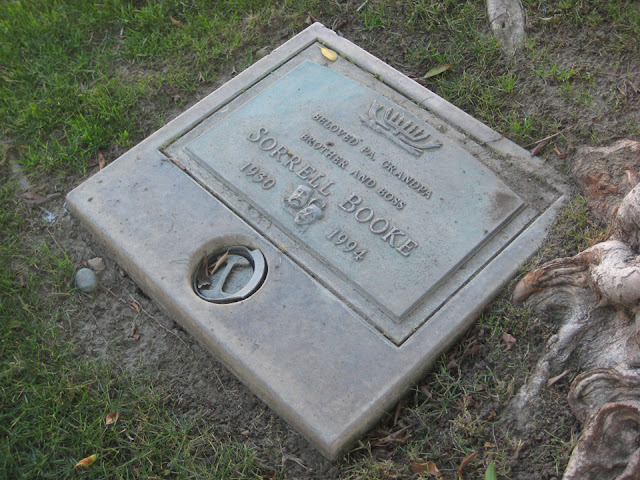 BELOVED PA, GRANDPA
BROTHER AND BOSS
SORRELL BOOKE
1930 1994